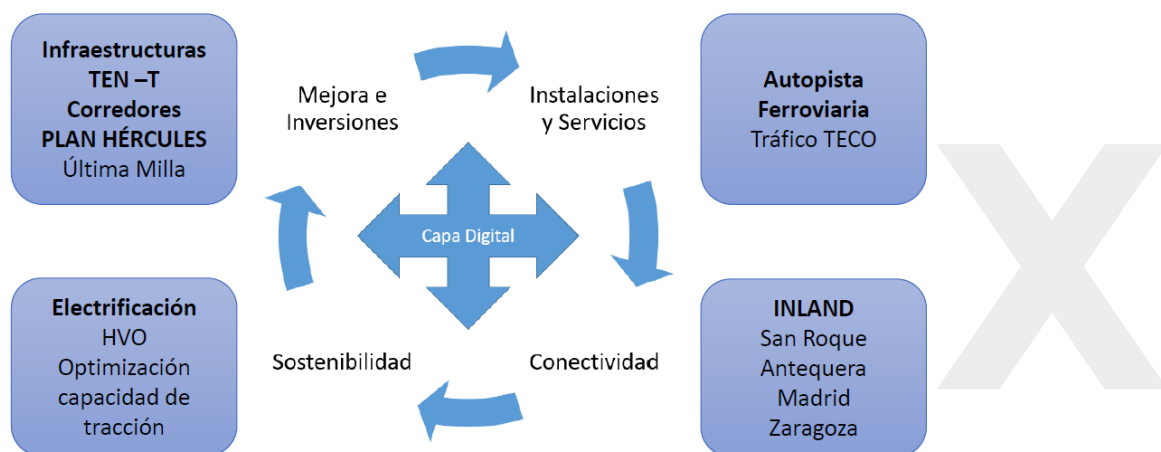 Infraestructuras
TEN –T
Corredores
PLAN HÉRCULES
Última Milla
Mejora e
Inversiones
Instalaciones
y Servicios
Autopista
Ferroviaria
Tráfico TECO
Capa Digital
Electrificación
HVO
Optimización
capacidad de
tracción
Sostenibilidad
Conectividad
INLAND
San Roque
Antequera
Madrid
Zaragoza
X